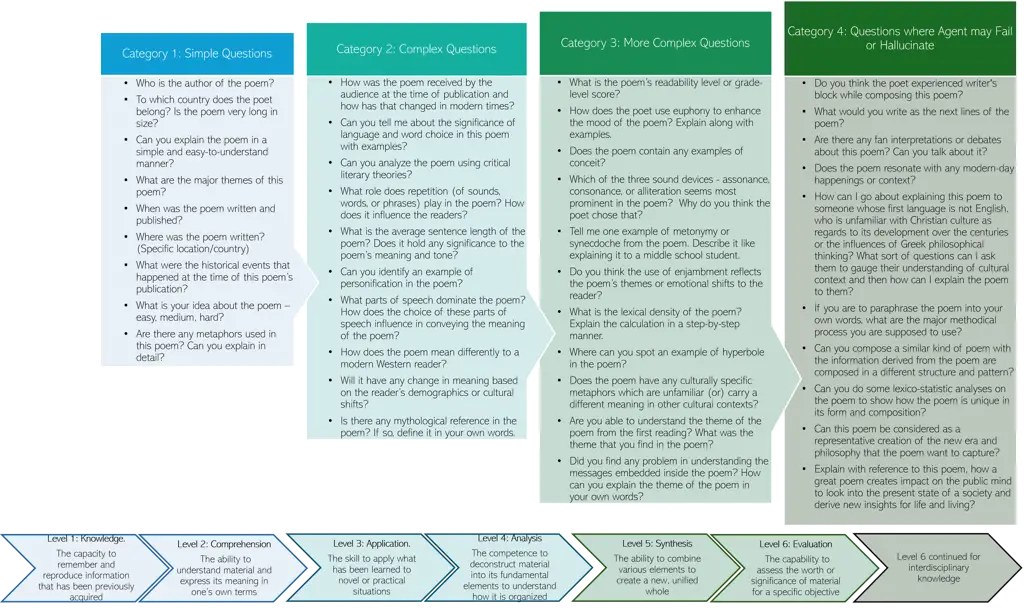 Category 1: Simple Questions
• Who is the author of the poem?
• To which country does the poet
belong? Is the poem very long in
size?
• Can you explain the poem in a
simple and easy-to-understand
manner?
• What are the major themes of this
poem?
• When was the poem written and
published?
• Where was the poem written?
(Specific location/country)
• What were the historical events that
happened at the time of this poem's
publication?
• What is your idea about the poem –
easy, medium, hard?
• Are there any metaphors used in
this poem? Can you explain in
detail?
Category 2: Complex Questions
• How was the poem received by the
audience at the time of publication and
how has that changed in modern times?
• Can you tell me about the significance of
language and word choice in this poem
with examples?
• Can you analyze the poem using critical
literary theories?
• What role does repetition (of sounds,
words, or phrases) play in the poem? How
does it influence the readers?
• What is the average sentence length of the
poem? Does it hold any significance to the
poem's meaning and tone?
• Can you identify an example of
personification in the poem?
• What parts of speech dominate the poem?
How does the choice of these parts of
speech influence in conveying the meaning
of the poem?
• How does the poem mean differently to a
modern Western reader?
• Will it have any change in meaning based
on the reader's demographics or cultural
shifts?
• Is there any mythological reference in the
poem? If so, define it in your own words.
Category 3: More Complex Questions
• What is the poem's readability level or grade-
level score?
• How does the poet use euphony to enhance
the mood of the poem? Explain along with
examples.
• Does the poem contain any examples of
conceit?
• Which of the three sound devices - assonance,
consonance, or alliteration seems most
prominent in the poem? Why do you think the
poet chose that?
• Tell me one example of metonymy or
synecdoche from the poem. Describe it like
explaining it to a middle school student.
• Do you think the use of enjambment reflects
the poem's themes or emotional shifts to the
reader?
• What is the lexical density of the poem?
Explain the calculation in a step-by-step
manner.
• Where can you spot an example of hyperbole
in the poem?
• Does the poem have any culturally specific
metaphors which are unfamiliar (or) carry a
different meaning in other cultural contexts?
• Are you able to understand the theme of the
poem from the first reading? What was the
theme that you find in the poem?
• Did you find any problem in understanding the
messages embedded inside the poem? How
can you explain the theme of the poem in
your own words?
Category 4: Questions where Agent may Fail
or Hallucinate
• Do you think the poet experienced writer's
block while composing this poem?
• What would you write as the next lines of the
poem?
• Are there any fan interpretations or debates
about this poem? Can you talk about it?
• Does the poem resonate with any modern-day
happenings or context?
• How can I go about explaining this poem to
someone whose first language is not English,
who is unfamiliar with Christian culture as
regards to its development over the centuries
or the influences of Greek philosophical
thinking? What sort of questions can I ask
them to gauge their understanding of cultural
context and then how can I explain the poem
to them?
• If you are to paraphrase the poem into your
own words, what are the major methodical
process you are supposed to use?
• Can you compose a similar kind of poem with
the information derived from the poem are
composed in a different structure and pattern?
• Can you do some lexico-statistic analyses on
the poem to show how the poem is unique in
its form and composition?
• Can this poem be considered as a
representative creation of the new era and
philosophy that the poem want to capture?
• Explain with reference to this poem, how a
great poem creates impact on the public mind
to look into the present state of a society and
derive new insights for life and living?
Level 1: Knowledge.
The capacity to
remember and
reproduce information
that has been previously
acquired
Level 2: Comprehension
The ability to
understand material and
express its meaning in
one's own terms
Level 3: Application.
The skill to apply what
has been learned to
novel or practical
situations
Level 4: Analysis
The competence to
deconstruct material
into its fundamental
elements to understand
how it is organized
Level 5: Synthesis
The ability to combine
various elements to
create a new, unified
whole
Level 6: Evaluation
The capability to
assess the worth or
significance of material
for a specific objective
Level 6 continued for
interdisciplinary
knowledge